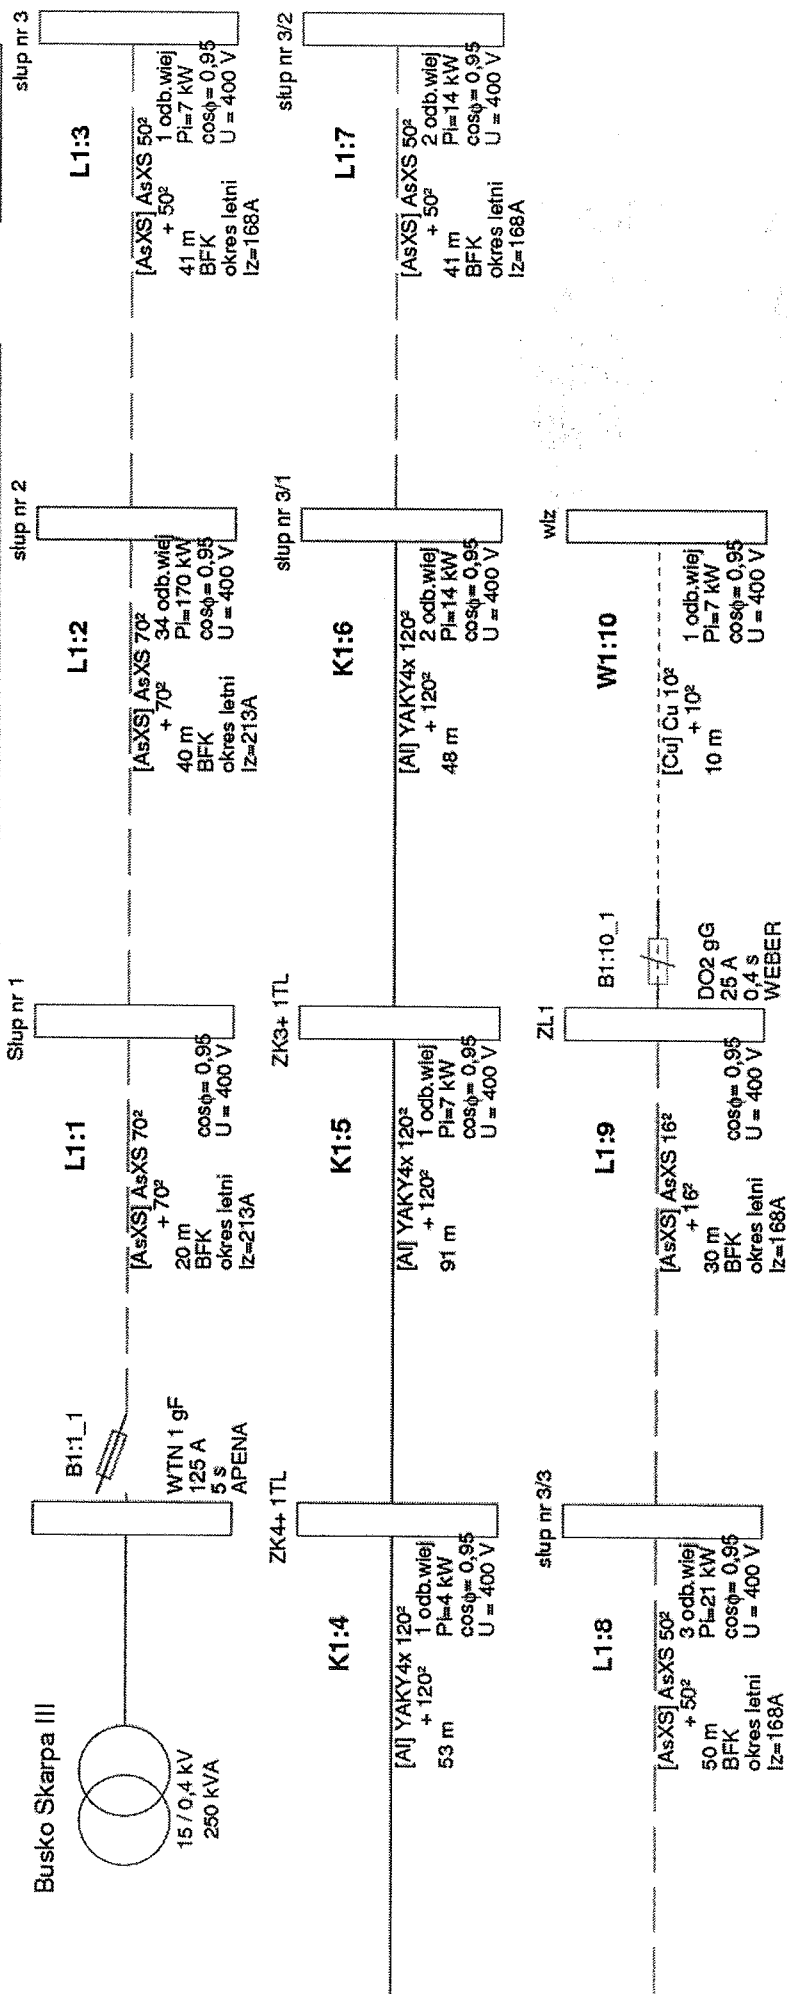 Busko Skarpa III
15 / 0,4 kV
250 kVA
B1:1_1
WTN 1 gF
125 A
5 s
APENA
L1:1
[AsXS] AsXS 70²
+ 70²
20 m
BFK
okres letni
Iz=213A
cosϕ= 0,95
U = 400 V
Słup nr 1
L1:2
[AsXS] AsXS 70²
+ 70²
40 m
BFK
okres letni
Iz=213A
34 odb.wiej
Pi=170 kW
cosϕ= 0,95
U = 400 V
słup nr 2
L1:3
[AsXS] AsXS 50²
+ 50²
41 m
BFK
okres letni
Iz=168A
1 odb.wiej
Pi=7 kW
cosϕ= 0,95
U = 400 V
słup nr 3
K1:4
[Al] YAKY4x 120²
+ 120²
53 m
1 odb.wiej
Pi=4 kW
cosϕ= 0,95
U = 400 V
ZK4+ 1TL
K1:5
[Al] YAKY4x 120²
+ 120²
91 m
1 odb.wiej
Pi=7 kW
cosϕ= 0,95
U = 400 V
ZK3+ 1TL
K1:6
[Al] YAKY4x 120²
+ 120²
48 m
2 odb.wiej
Pi=14 kW
cosϕ= 0,95
U = 400 V
słup nr 3/1
L1:7
[AsXS] AsXS 50²
+ 50²
41 m
BFK
okres letni
Iz=168A
2 odb.wiej
Pi=14 kW
cosϕ= 0,95
U = 400 V
słup nr 3/2
L1:8
[AsXS] AsXS 50²
+ 50²
50 m
BFK
okres letni
Iz=168A
3 odb.wiej
Pi=21 kW
cosϕ= 0,95
U = 400 V
słup nr 3/3
L1:9
[AsXS] AsXS 16²
+ 16²
30 m
BFK
okres letni
Iz=168A
cosϕ= 0,95
U = 400 V
ZL1
B1:10_1
DO2 gG
25 A
0,4 s
WEBER
W1:10
[Cu] Cu 10²
+ 10²
10 m
1 odb.wiej
Pi=7 kW
cosϕ= 0,95
U = 400 V
wlz